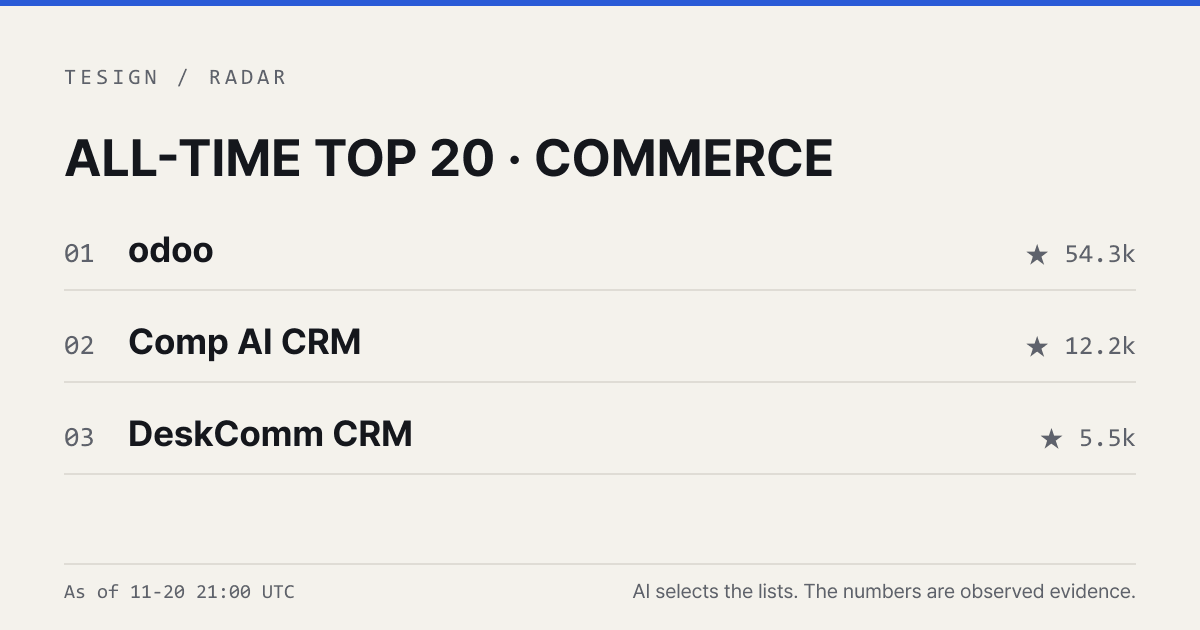 TESIGN / RADAR
ALL-TIME TOP 20 · COMMERCE
01 odoo ★ 54.3k
02 Comp AI CRM ★ 12.2k
03 DeskComm CRM ★ 5.5k
As of 11-20 21:00 UTC AI selects the lists. The numbers are observed evidence.